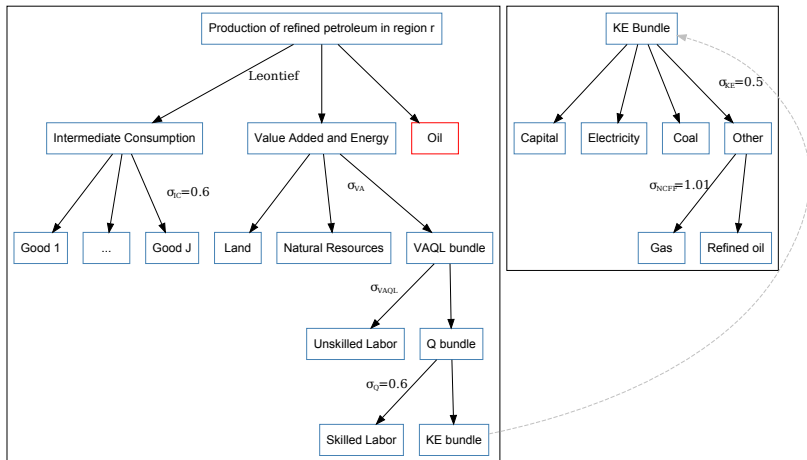 Production of refined petroleum in region r
KE Bundle
Leontief
σKE=0.5
Intermediate Consumption
Value Added and Energy
Oil
Capital
Electricity
Coal
Other
σIC=0.6
σVA
σNCFF=1.01
Good 1
...
Good J
Land
Natural Resources
VAQL bundle
Gas
Refined oil
σVAQL
Unskilled Labor
Q bundle
σQ=0.6
Skilled Labor
KE bundle